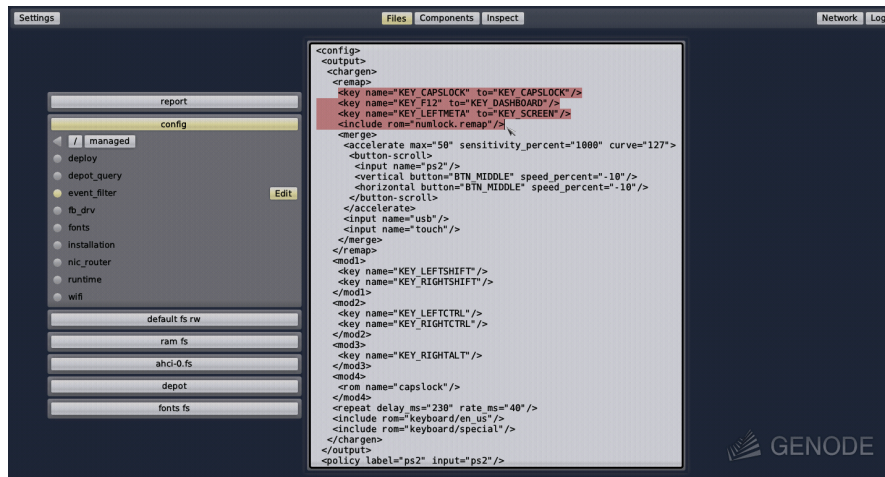 Settings
Files Components Inspect
Network Log
report
config
/ managed
deploy
depot_query
event_filter Edit
fb_drv
fonts
installation
nic_router
runtime
wifi
default fs rw
ram fs
ahci-0.fs
depot
fonts fs
<config>
<output>
<chargen>
<remap>
<key name="KEY_CAPSLOCK" to="KEY_CAPSLOCK"/>
<key name="KEY_F12" to="KEY_DASHBOARD"/>
<key name="KEY_LEFTMETA" to="KEY_SCREEN"/>
<include rom="numlock.remap"/>
<merge>
<accelerate max="50" sensitivity_percent="1000" curve="127">
<button-scroll>
<input name="ps2"/>
<vertical button="BTN_MIDDLE" speed_percent="-10"/>
<horizontal button="BTN_MIDDLE" speed_percent="-10"/>
</button-scroll>
</accelerate>
<input name="usb"/>
<input name="touch"/>
</merge>
</remap>
<mod1>
<key name="KEY_LEFTSHIFT"/>
<key name="KEY_RIGHTSHIFT"/>
</mod1>
<mod2>
<key name="KEY_LEFTCTRL"/>
<key name="KEY_RIGHTCTRL"/>
</mod2>
<mod3>
<key name="KEY_RIGHTALT"/>
</mod3>
<mod4>
<rom name="capslock"/>
</mod4>
<repeat delay_ms="230" rate_ms="40"/>
<include rom="keyboard/en_us"/>
<include rom="keyboard/special"/>
</chargen>
</output>
<policy label="ps2" input="ps2"/>
GENODE